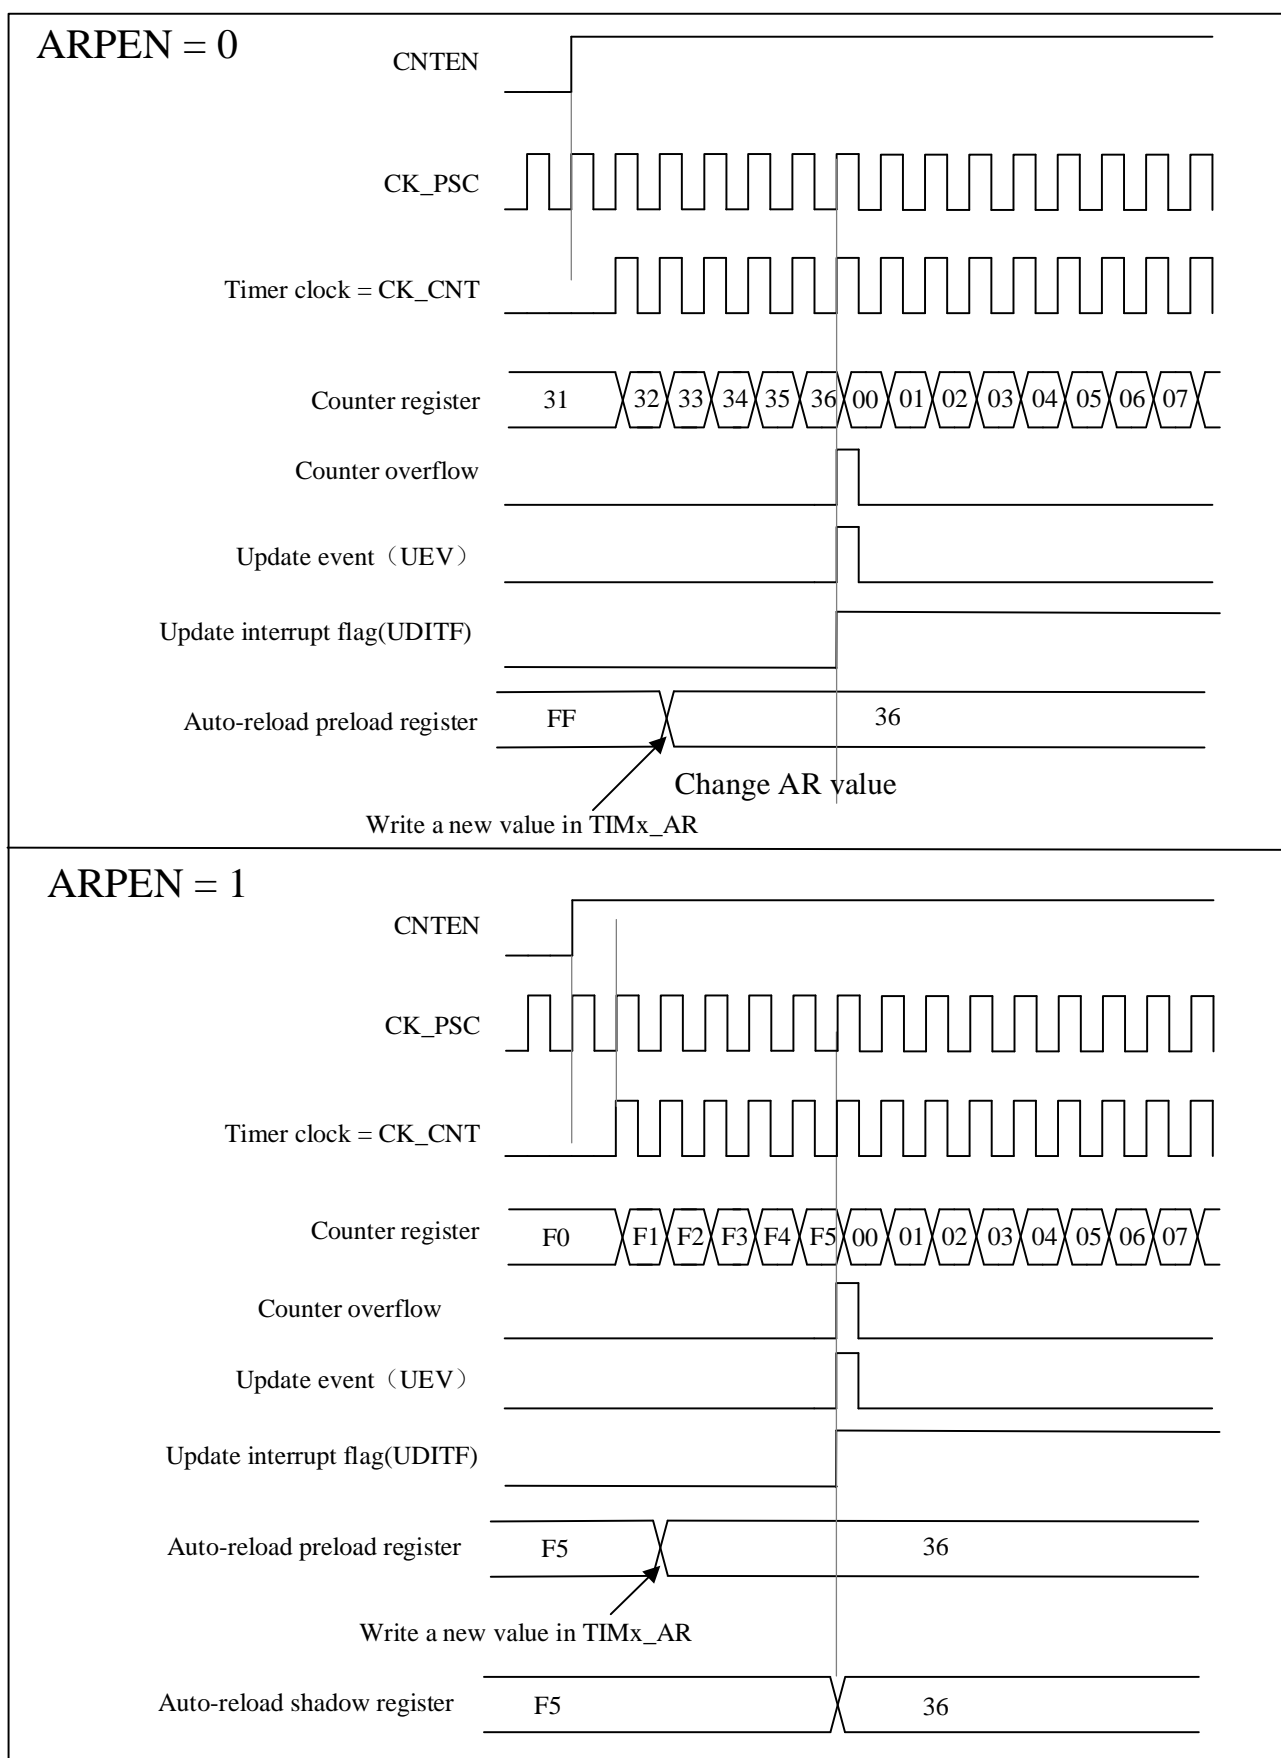 ARPEN = 0
CNTEN
CK_PSC
Timer clock = CK_CNT
Counter register 31 32 33 34 35 36 00 01 02 03 04 05 06 07
Counter overflow
Update event（UEV）
Update interrupt flag(UDITF)
Auto-reload preload register FF 36
Change AR value
Write a new value in TIMx_AR
ARPEN = 1
CNTEN
CK_PSC
Timer clock = CK_CNT
Counter register F0 F1 F2 F3 F4 F5 00 01 02 03 04 05 06 07
Counter overflow
Update event（UEV）
Update interrupt flag(UDITF)
Auto-reload preload register F5 36
Write a new value in TIMx_AR
Auto-reload shadow register F5 36